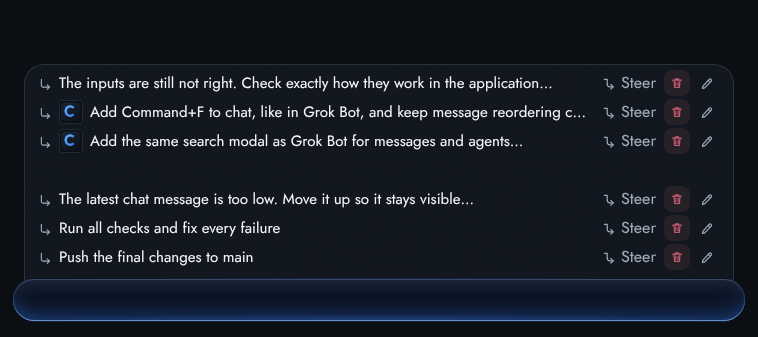 The inputs are still not right. Check exactly how they work in the application... Steer
C Add Command+F to chat, like in Grok Bot, and keep message reordering c... Steer
C Add the same search modal as Grok Bot for messages and agents... Steer
The latest chat message is too low. Move it up so it stays visible... Steer
Run all checks and fix every failure Steer
Push the final changes to main Steer